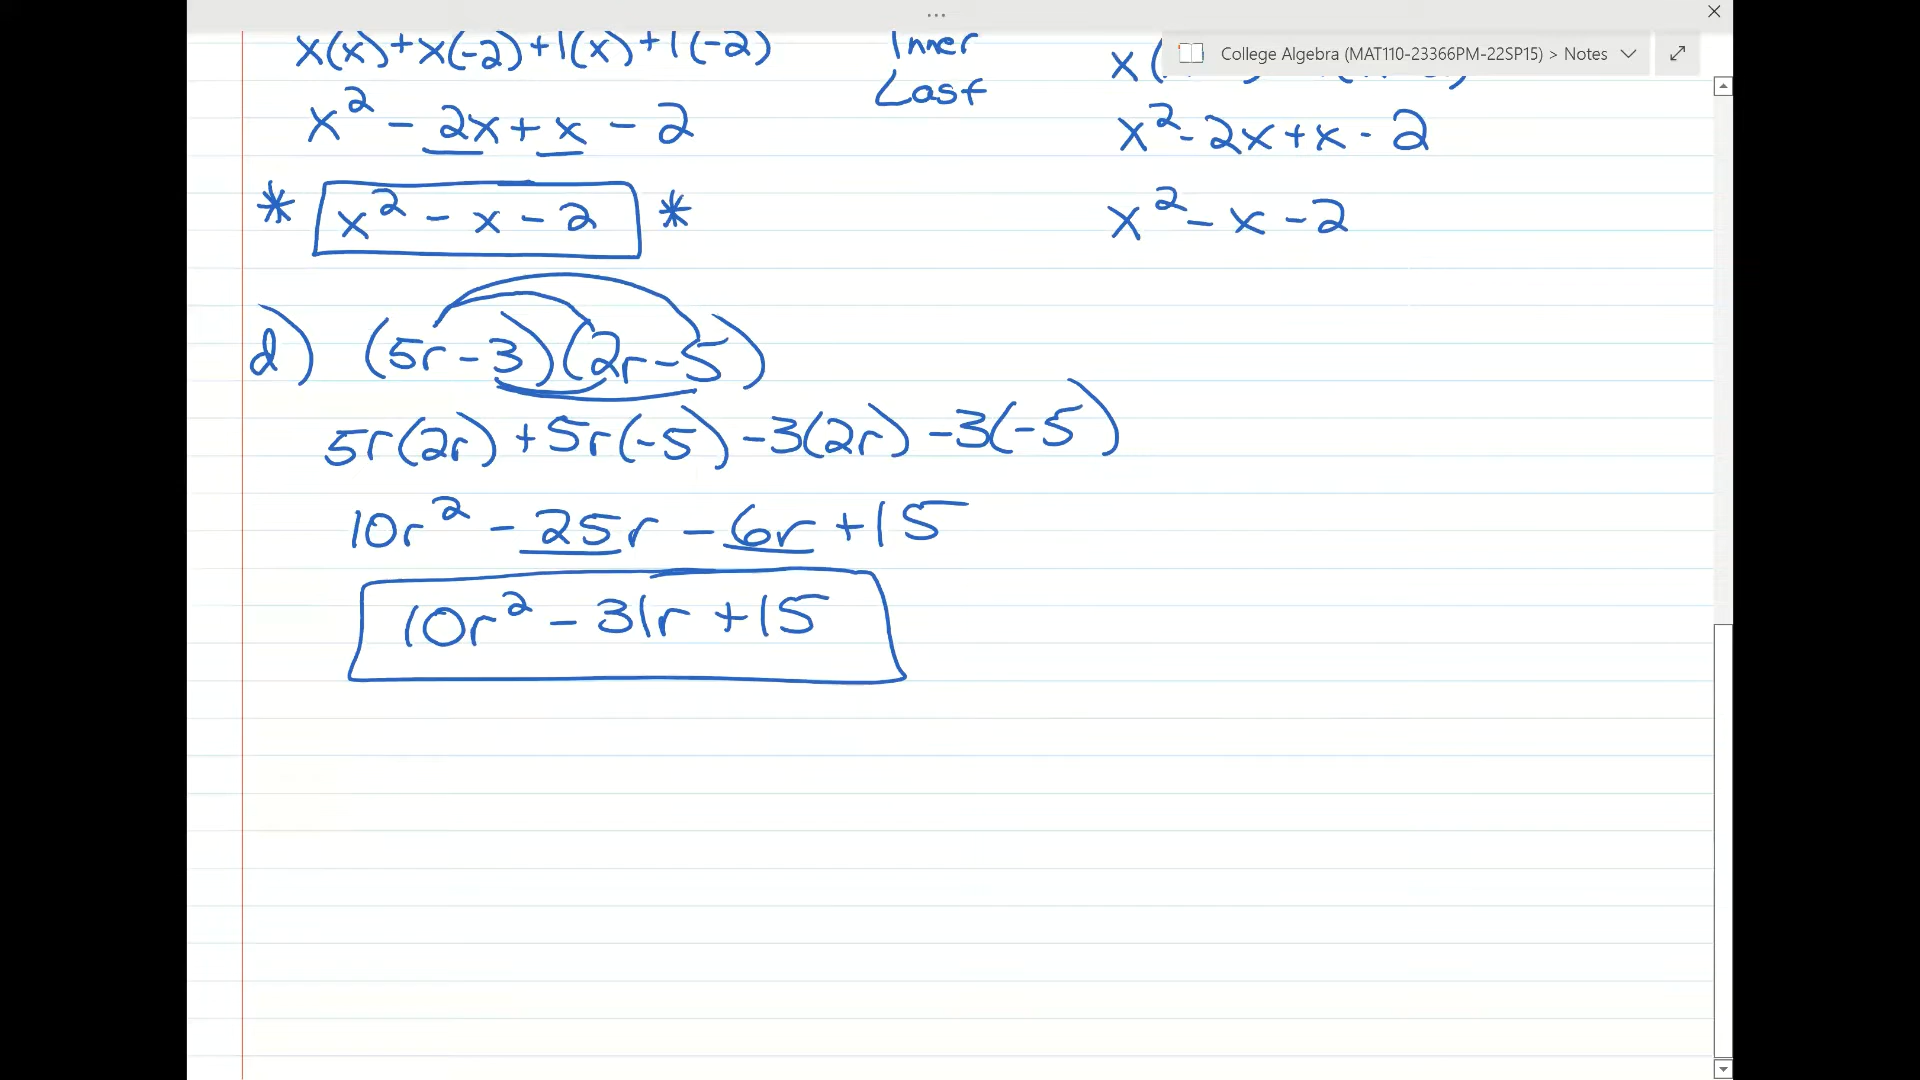 College Algebra (MAT110-23366PM-22SP15) > Notes
x(x)+x(-2)+1(x)+1(-2)
x² - 2x + x - 2
* x² - x - 2 *
Inner
Last
x(
x² - 2x + x - 2
x² - x - 2
d) (5r - 3)(2r - 5)
5r(2r) + 5r(-5) - 3(2r) - 3(-5)
10r² - 25r - 6r + 15
10r² - 31r + 15